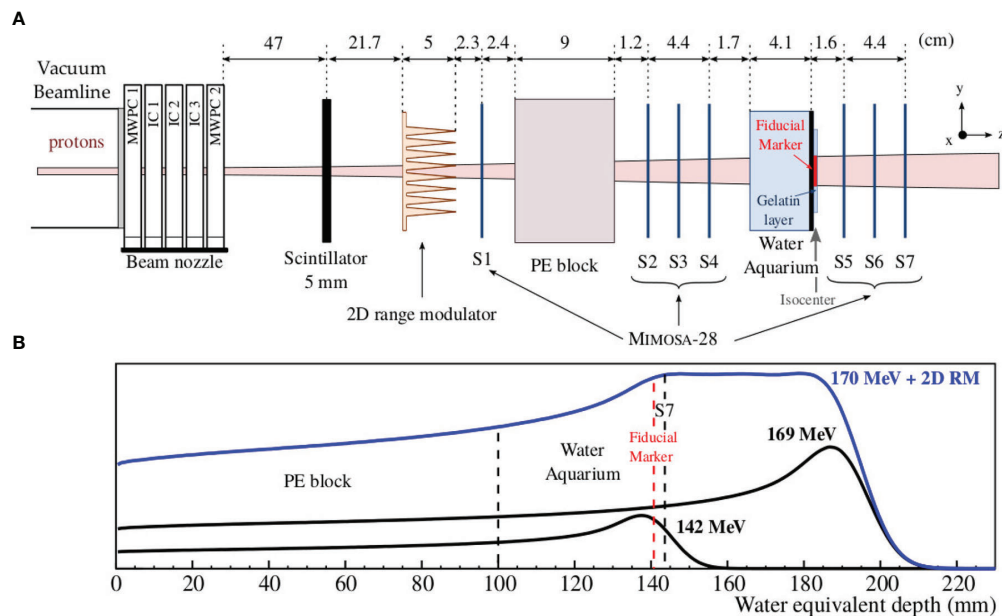 A
47 21.7 5 2.3 2.4 9 1.2 4.4 1.7 4.1 1.6 4.4 (cm)
Vacuum
Beamline
protons
MWPC 1
IC 1
IC 2
IC 3
MWPC 2
Beam nozzle
Scintillator
5 mm
2D range modulator
S1
PE block
S2 S3 S4
Fiducial
Marker
Gelatin
layer
Water
Aquarium
S5 S6 S7
Isocenter
MIMOSA-28
y
x
z
B
170 MeV + 2D RM
S7
169 MeV
Fiducial
Marker
Water
Aquarium
PE block
142 MeV
0 20 40 60 80 100 120 140 160 180 200 220
Water equivalent depth (mm)